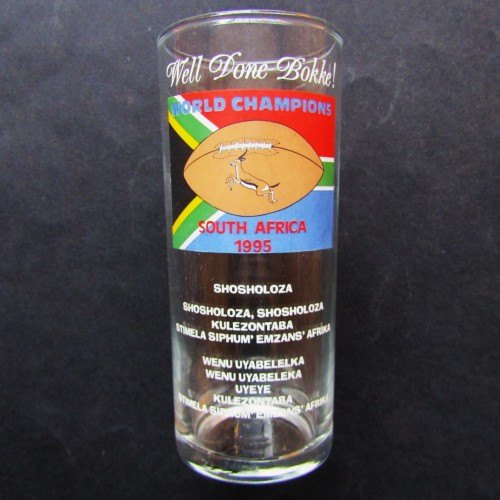 Well Done Bokke!
WORLD CHAMPIONS
SOUTH AFRICA
1995
SHOSHOLOZA
SHOSHOLOZA, SHOSHOLOZA
KULEZONTABA
STIMELA SIPHUM' EMZANS' AFRIKA
WENU UYABELELKA
WENU UYABELEKA
UYEYE
KULEZONTABA
STIMELA SIPHUM' EMZANS' AFRIKA